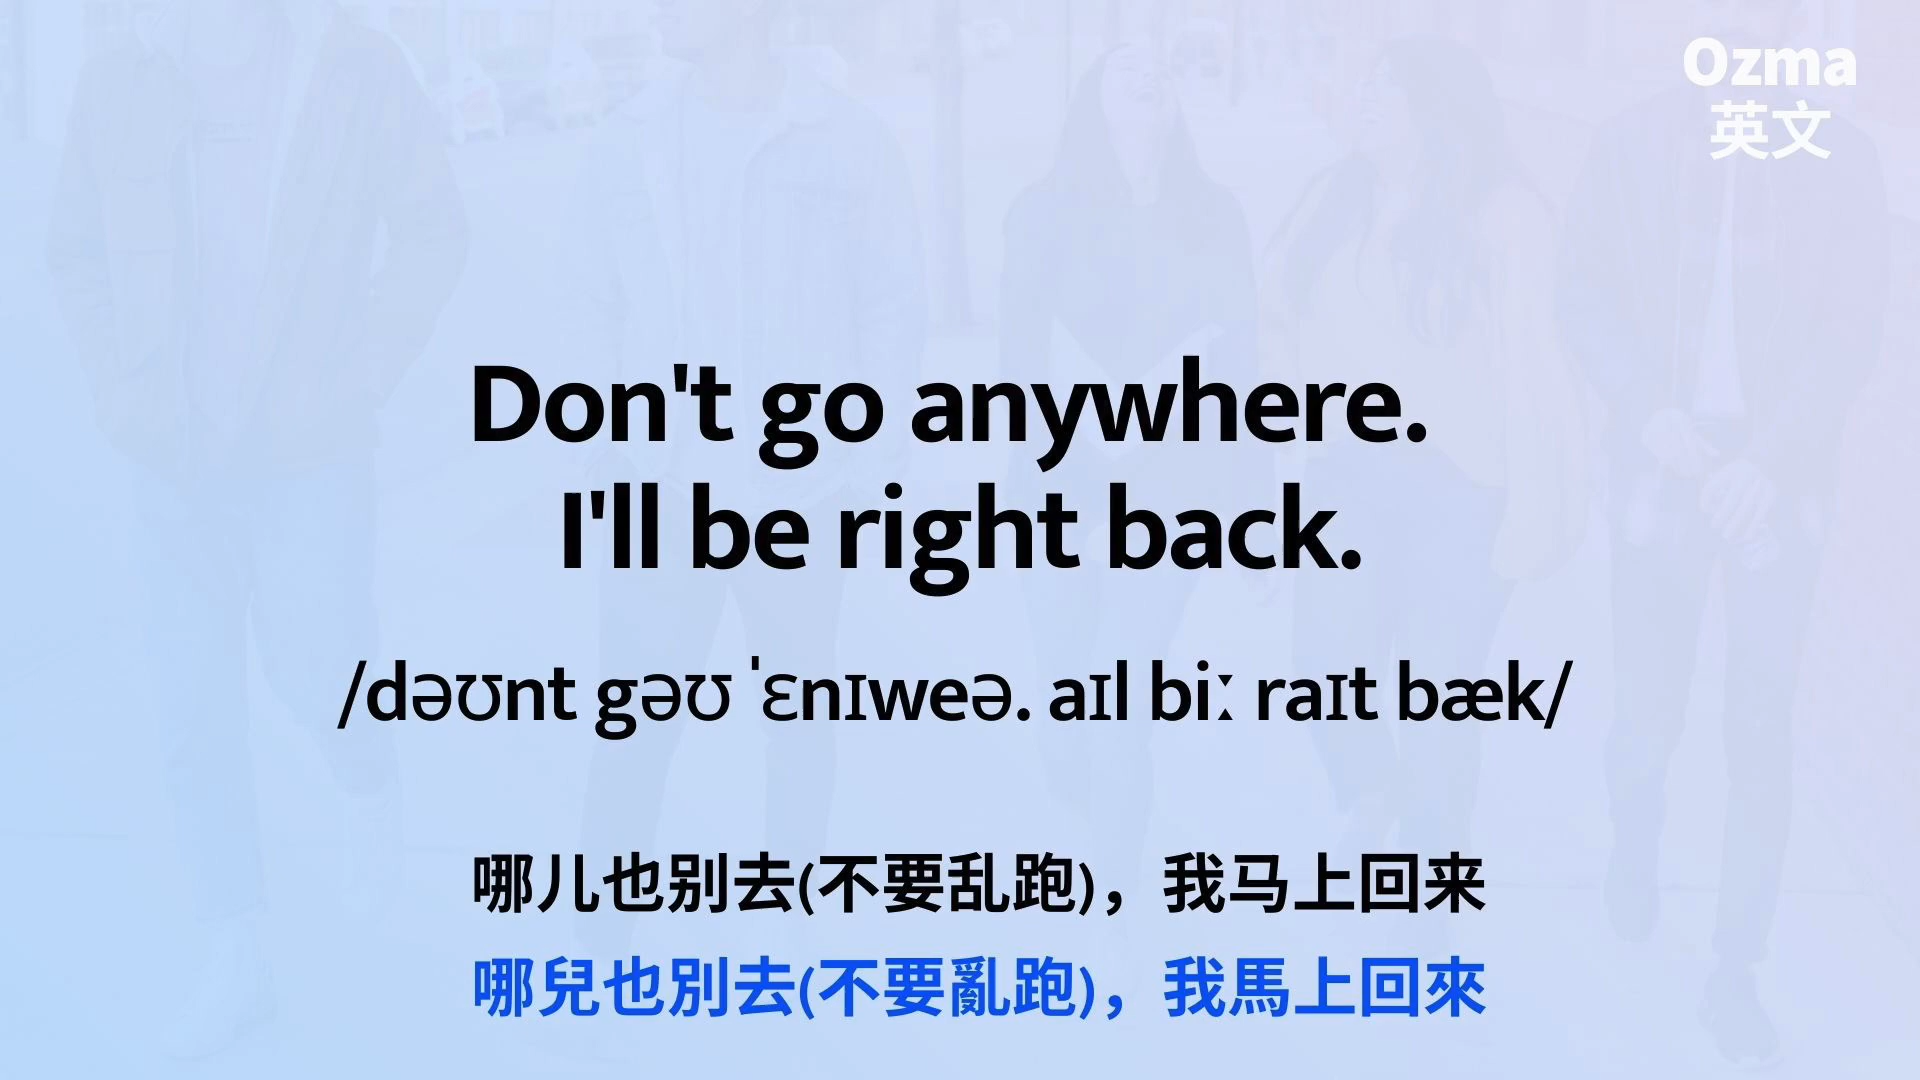 Ozma
英文
Don't go anywhere.
I'll be right back.
/dəʊnt gəʊ ˈɛnɪweə. aɪl biː raɪt bæk/
哪儿也别去(不要乱跑)，我马上回来
哪兒也別去(不要亂跑)，我馬上回來